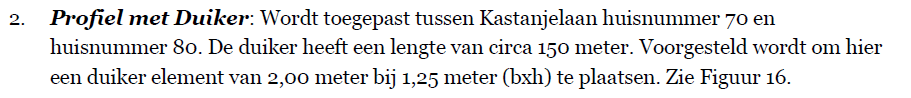 2. Profiel met Duiker: Wordt toegepast tussen Kastanjelaan huisnummer 70 en
huisnummer 80. De duiker heeft een lengte van circa 150 meter. Voorgesteld wordt om hier
een duiker element van 2,00 meter bij 1,25 meter (bxh) te plaatsen. Zie Figuur 16.